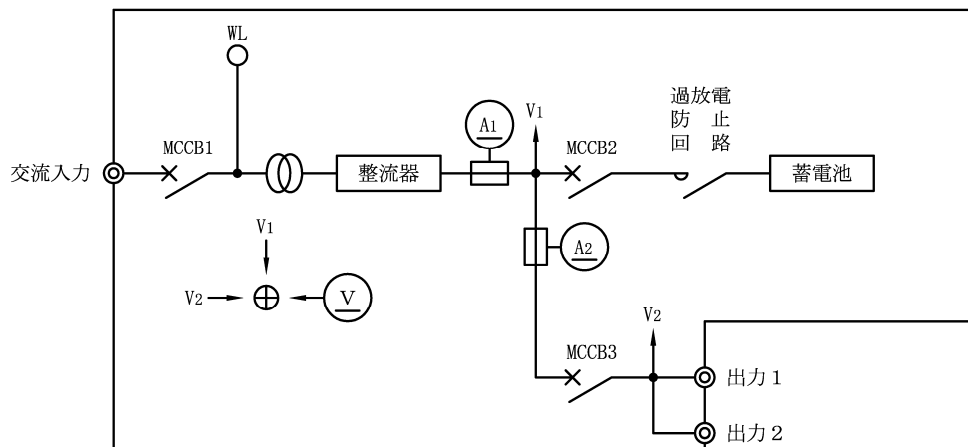 WL
過放電
防止
回路
A1
V1
MCCB1
MCCB2
交流入力
整流器
蓄電池
V1
A2
V2
V
V2
MCCB3
出力1
出力2